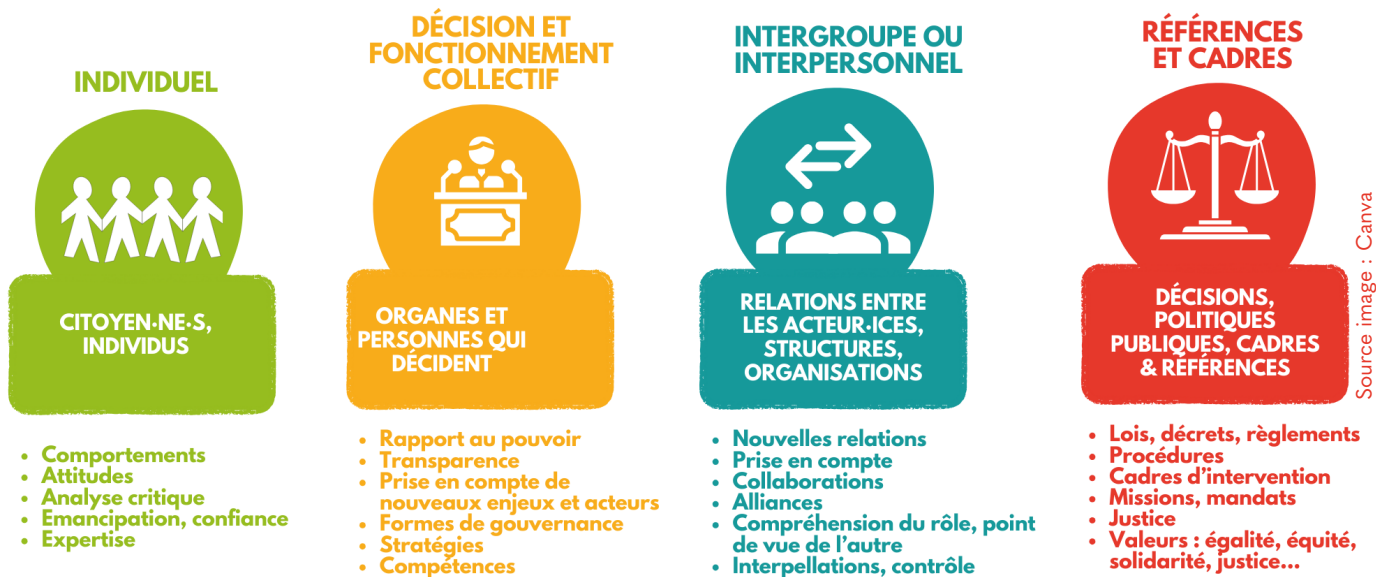 INDIVIDUEL
CITOYEN·NE·S,
INDIVIDUS
• Comportements
• Attitudes
• Analyse critique
• Emancipation, confiance
• Expertise
DÉCISION ET
FONCTIONNEMENT
COLLECTIF
ORGANES ET
PERSONNES QUI
DÉCIDENT
• Rapport au pouvoir
• Transparence
• Prise en compte de
nouveaux enjeux et acteurs
• Formes de gouvernance
• Stratégies
• Compétences
INTERGROUPE OU
INTERPERSONNEL
RELATIONS ENTRE
LES ACTEUR·ICES,
STRUCTURES,
ORGANISATIONS
• Nouvelles relations
• Prise en compte
• Collaborations
• Alliances
• Compréhension du rôle, point
de vue de l'autre
• Interpellations, contrôle
RÉFÉRENCES
ET CADRES
DÉCISIONS,
POLITIQUES
PUBLIQUES, CADRES
& RÉFÉRENCES
• Lois, décrets, règlements
• Procédures
• Cadres d'intervention
• Missions, mandats
• Justice
• Valeurs : égalité, équité,
solidarité, justice...
Source image : Canva